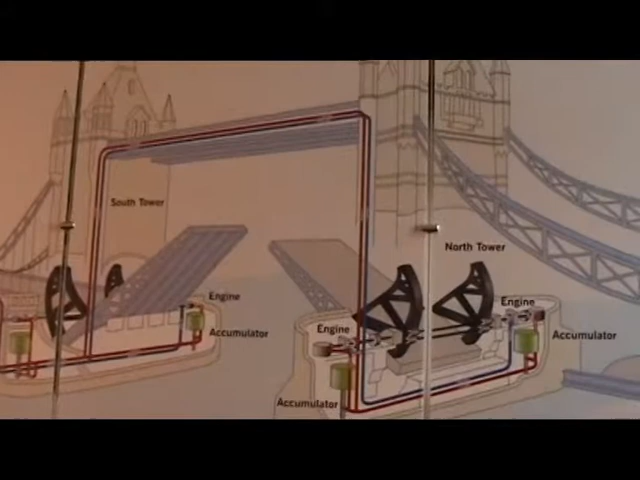 South Tower
North Tower
Engine
Engine
Accumulator
Engine
Accumulator
Accumulator